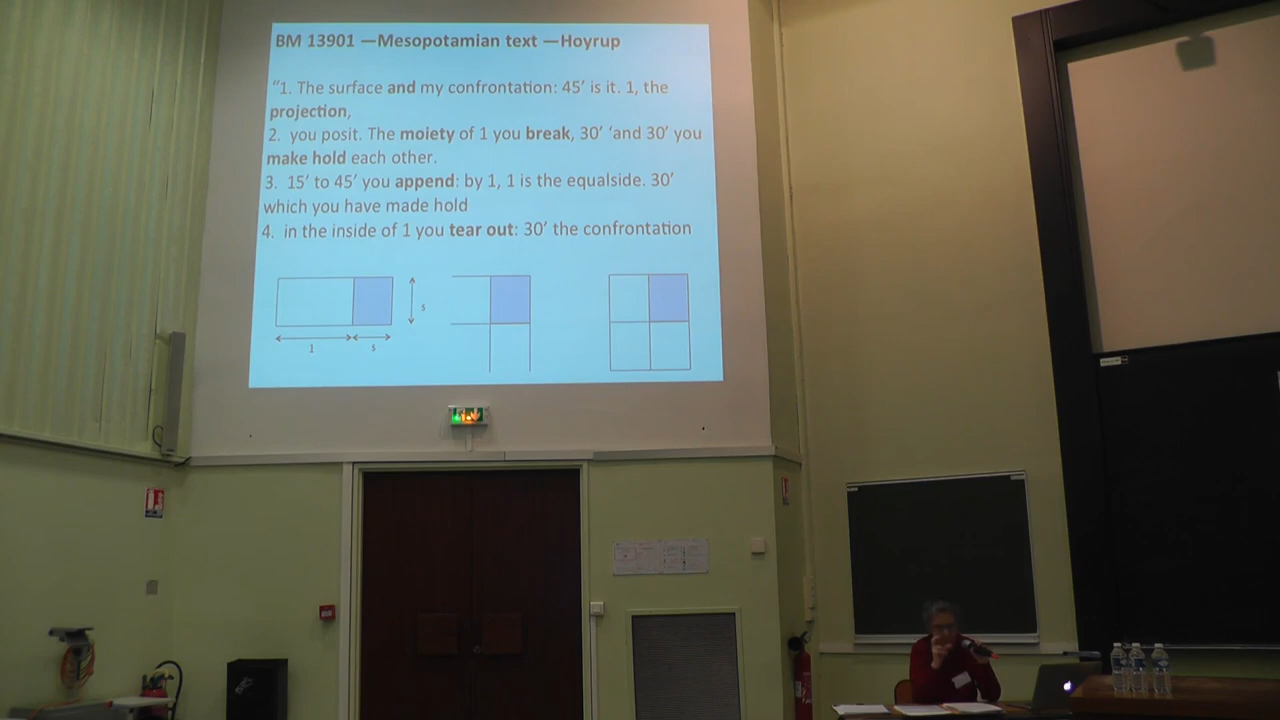 BM 13901 —Mesopotamian text —Hoyrup
“1. The surface and my confrontation: 45’ is it. 1, the
projection,
2. you posit. The moiety of 1 you break, 30’ ‘and 30’ you
make hold each other.
3. 15’ to 45’ you append: by 1, 1 is the equalside. 30’
which you have made hold
4. in the inside of 1 you tear out: 30’ the confrontation
s
1 s